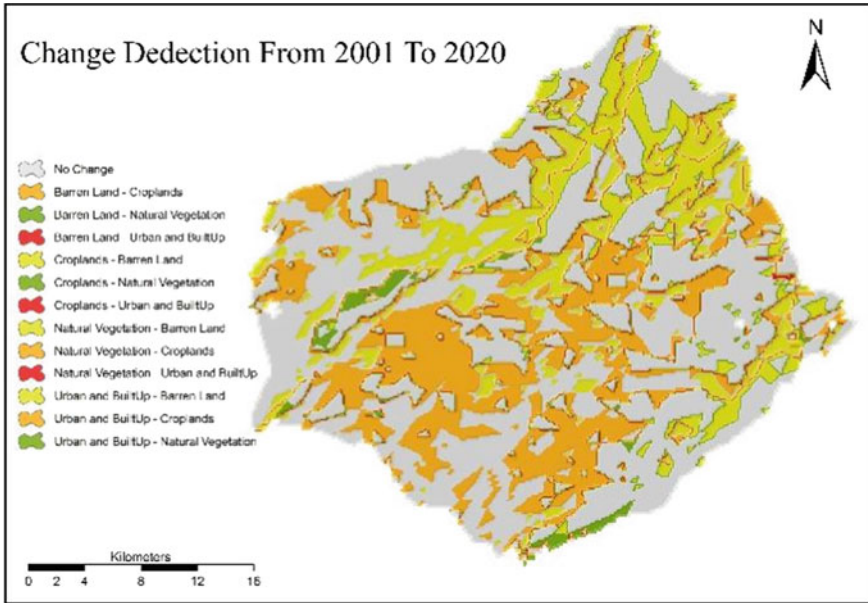 Change Dedection From 2001 To 2020
N
No Change
Barren Land - Croplands
Barren Land - Natural Vegetation
Barren Land - Urban and BuiltUp
Croplands - Barren Land
Croplands - Natural Vegetation
Croplands - Urban and BuiltUp
Natural Vegetation - Barren Land
Natural Vegetation - Croplands
Natural Vegetation - Urban and BuiltUp
Urban and BuiltUp - Barren Land
Urban and BuiltUp - Croplands
Urban and BuiltUp - Natural Vegetation
Kilometers
0 2 4 8 12 16